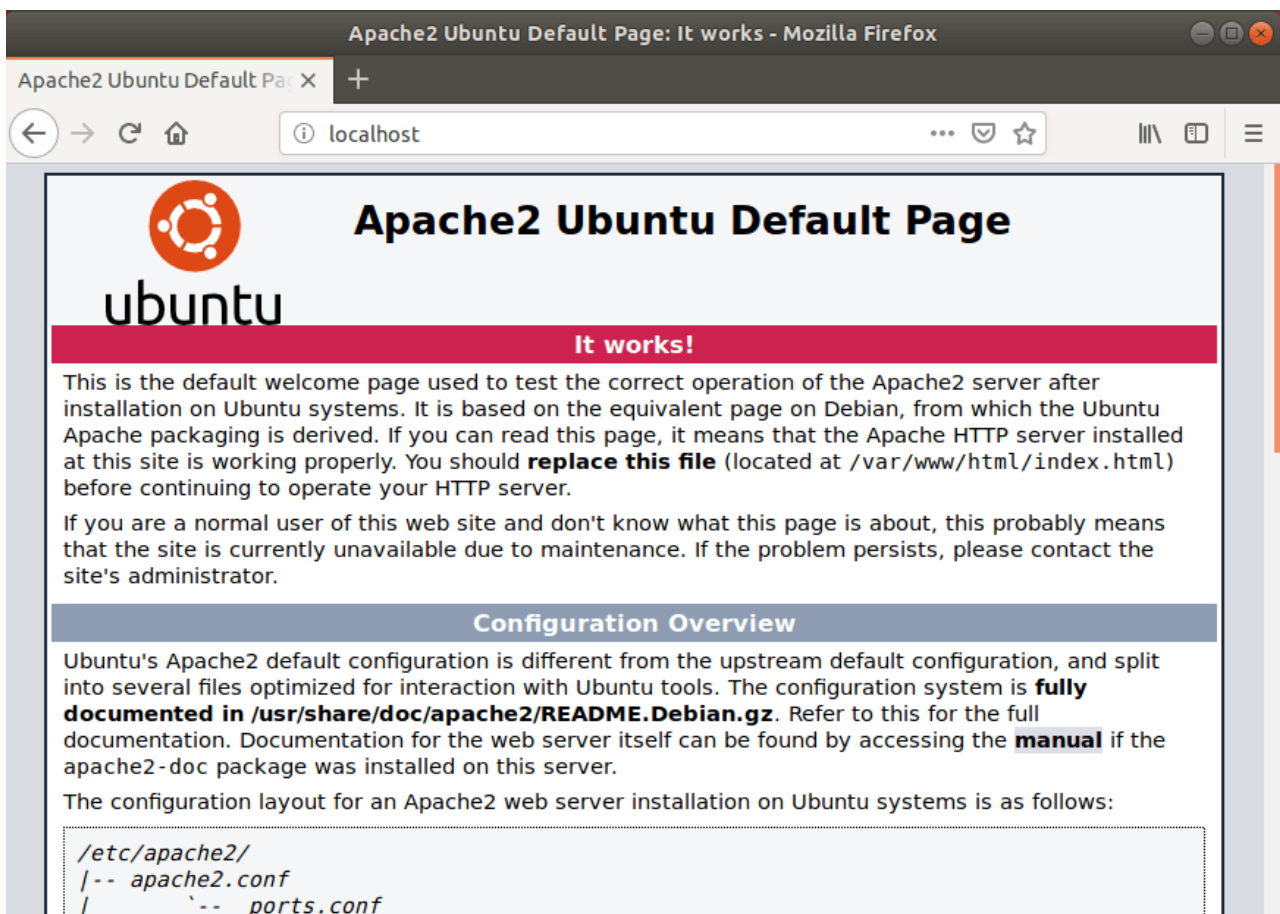 Apache2 Ubuntu Default Page: It works - Mozilla Firefox
Apache2 Ubuntu Default Pa
localhost
ubuntu
Apache2 Ubuntu Default Page
It works!
This is the default welcome page used to test the correct operation of the Apache2 server after
installation on Ubuntu systems. It is based on the equivalent page on Debian, from which the Ubuntu
Apache packaging is derived. If you can read this page, it means that the Apache HTTP server installed
at this site is working properly. You should replace this file (located at /var/www/html/index.html)
before continuing to operate your HTTP server.
If you are a normal user of this web site and don't know what this page is about, this probably means
that the site is currently unavailable due to maintenance. If the problem persists, please contact the
site's administrator.
Configuration Overview
Ubuntu's Apache2 default configuration is different from the upstream default configuration, and split
into several files optimized for interaction with Ubuntu tools. The configuration system is fully
documented in /usr/share/doc/apache2/README.Debian.gz. Refer to this for the full
documentation. Documentation for the web server itself can be found by accessing the manual if the
apache2-doc package was installed on this server.
The configuration layout for an Apache2 web server installation on Ubuntu systems is as follows:
/etc/apache2/
|-- apache2.conf
|       `--  ports.conf